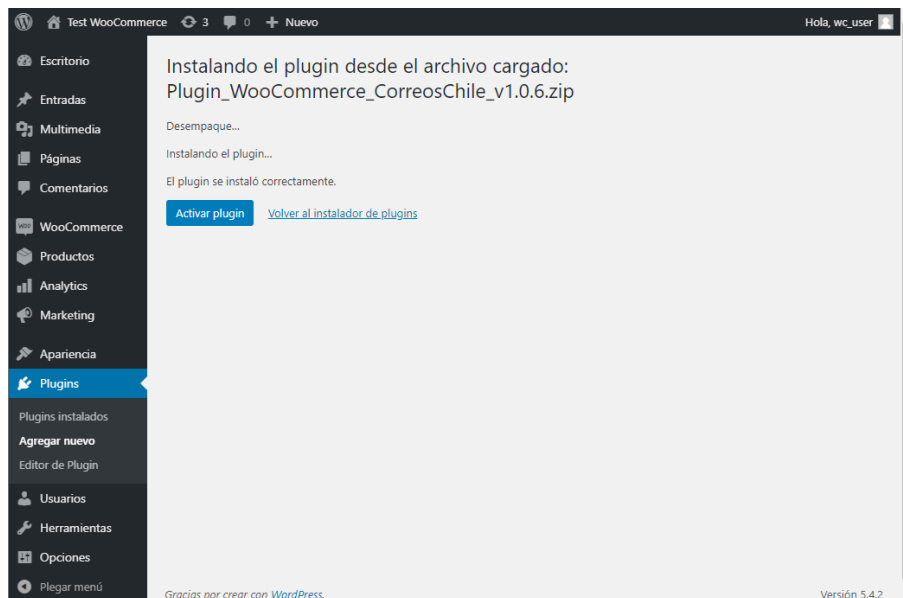 Test WooCommerce 3 0 + Nuevo Hola, wc_user
Escritorio
Entradas
Multimedia
Páginas
Comentarios
WOO WooCommerce
Productos
Analytics
Marketing
Apariencia
Plugins
Plugins instalados
Agregar nuevo
Editor de Plugin
Usuarios
Herramientas
Opciones
Plegar menú
Instalando el plugin desde el archivo cargado:
Plugin_WooCommerce_CorreosChile_v1.0.6.zip
Desempaque...
Instalando el plugin...
El plugin se instaló correctamente.
Activar plugin Volver al instalador de plugins
Gracias por crear con WordPress. Versión 5.4.2